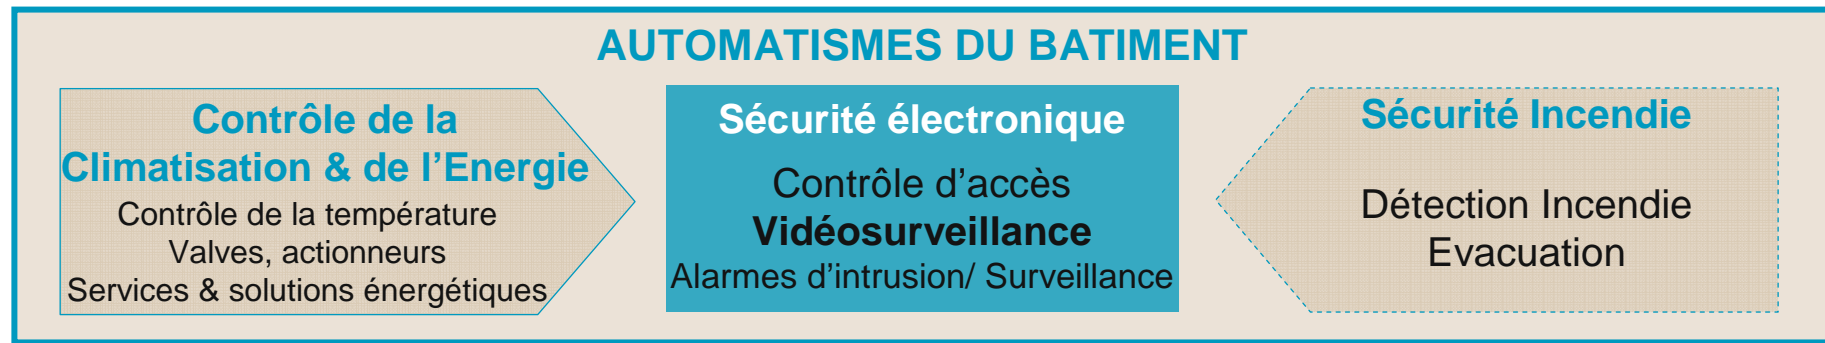 AUTOMATISMES DU BATIMENT
Contrôle de la
Climatisation & de l'Energie
Contrôle de la température
Valves, actionneurs
Services & solutions énergétiques
Sécurité électronique
Contrôle d'accès
Vidéosurveillance
Alarmes d'intrusion/ Surveillance
Sécurité Incendie
Détection Incendie
Evacuation